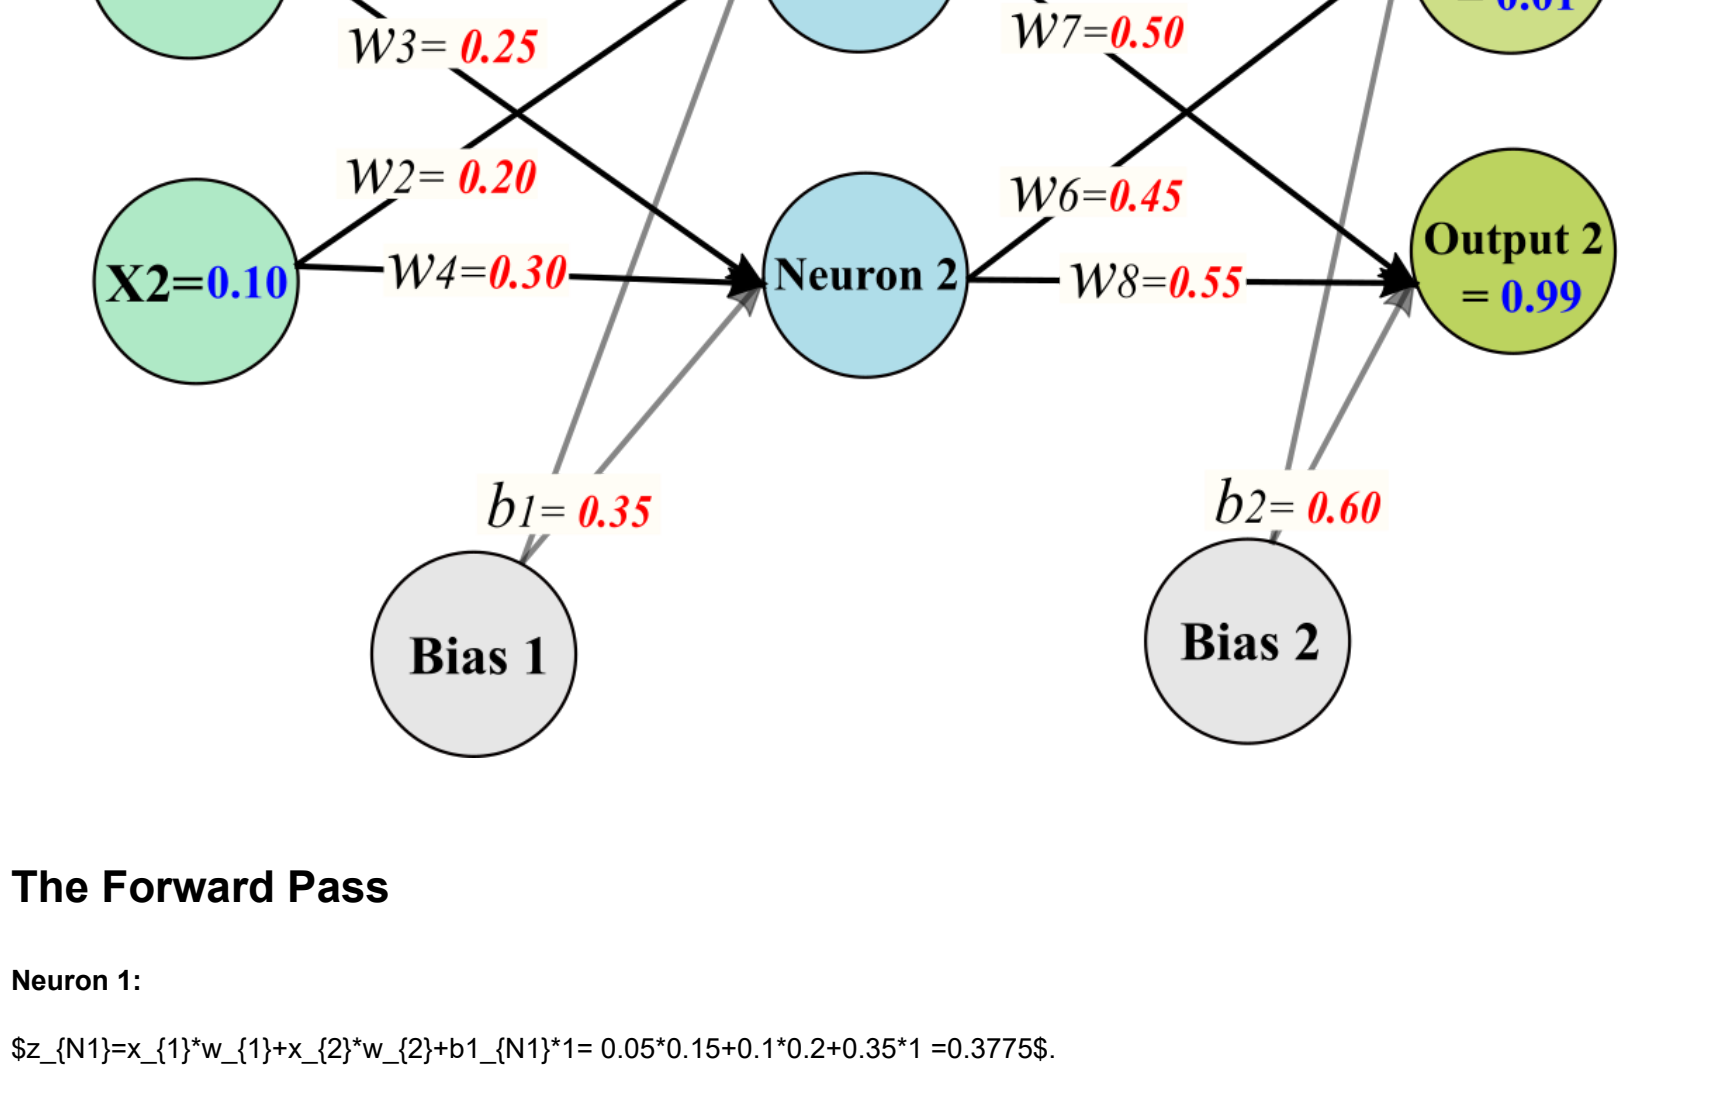 = 0.01
W3= 0.25
W7=0.50
W2= 0.20
W6=0.45
X2=0.10
W4=0.30
Neuron 2
W8=0.55
Output 2
= 0.99
b1= 0.35
b2= 0.60
Bias 1
Bias 2
The Forward Pass
Neuron 1:
$z_{N1}=x_{1}*w_{1}+x_{2}*w_{2}+b1_{N1}*1= 0.05*0.15+0.1*0.2+0.35*1 =0.3775$.